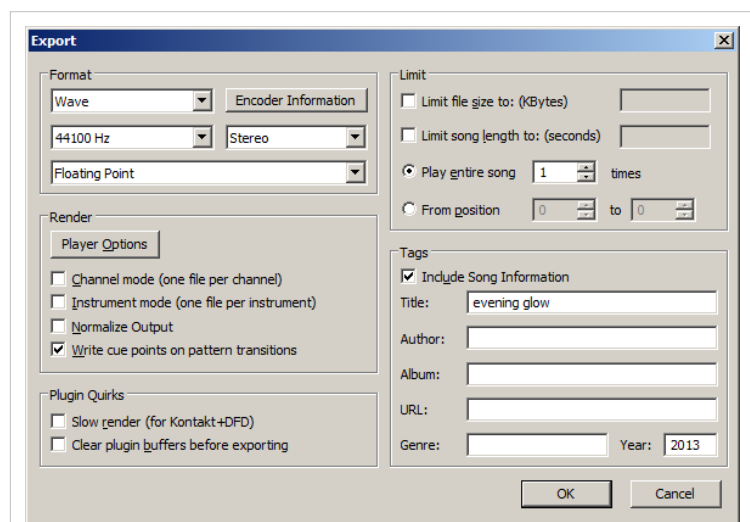 Export
Format
Wave
Encoder Information
44100 Hz
Stereo
Floating Point
Render
Player Options
Channel mode (one file per channel)
Instrument mode (one file per instrument)
Normalize Output
Write cue points on pattern transitions
Plugin Quirks
Slow render (for Kontakt+DFD)
Clear plugin buffers before exporting
Limit
Limit file size to: (KBytes)
Limit song length to: (seconds)
Play entire song 1 times
From position 0 to 0
Tags
Include Song Information
Title: evening glow
Author:
Album:
URL:
Genre: Year: 2013
OK Cancel